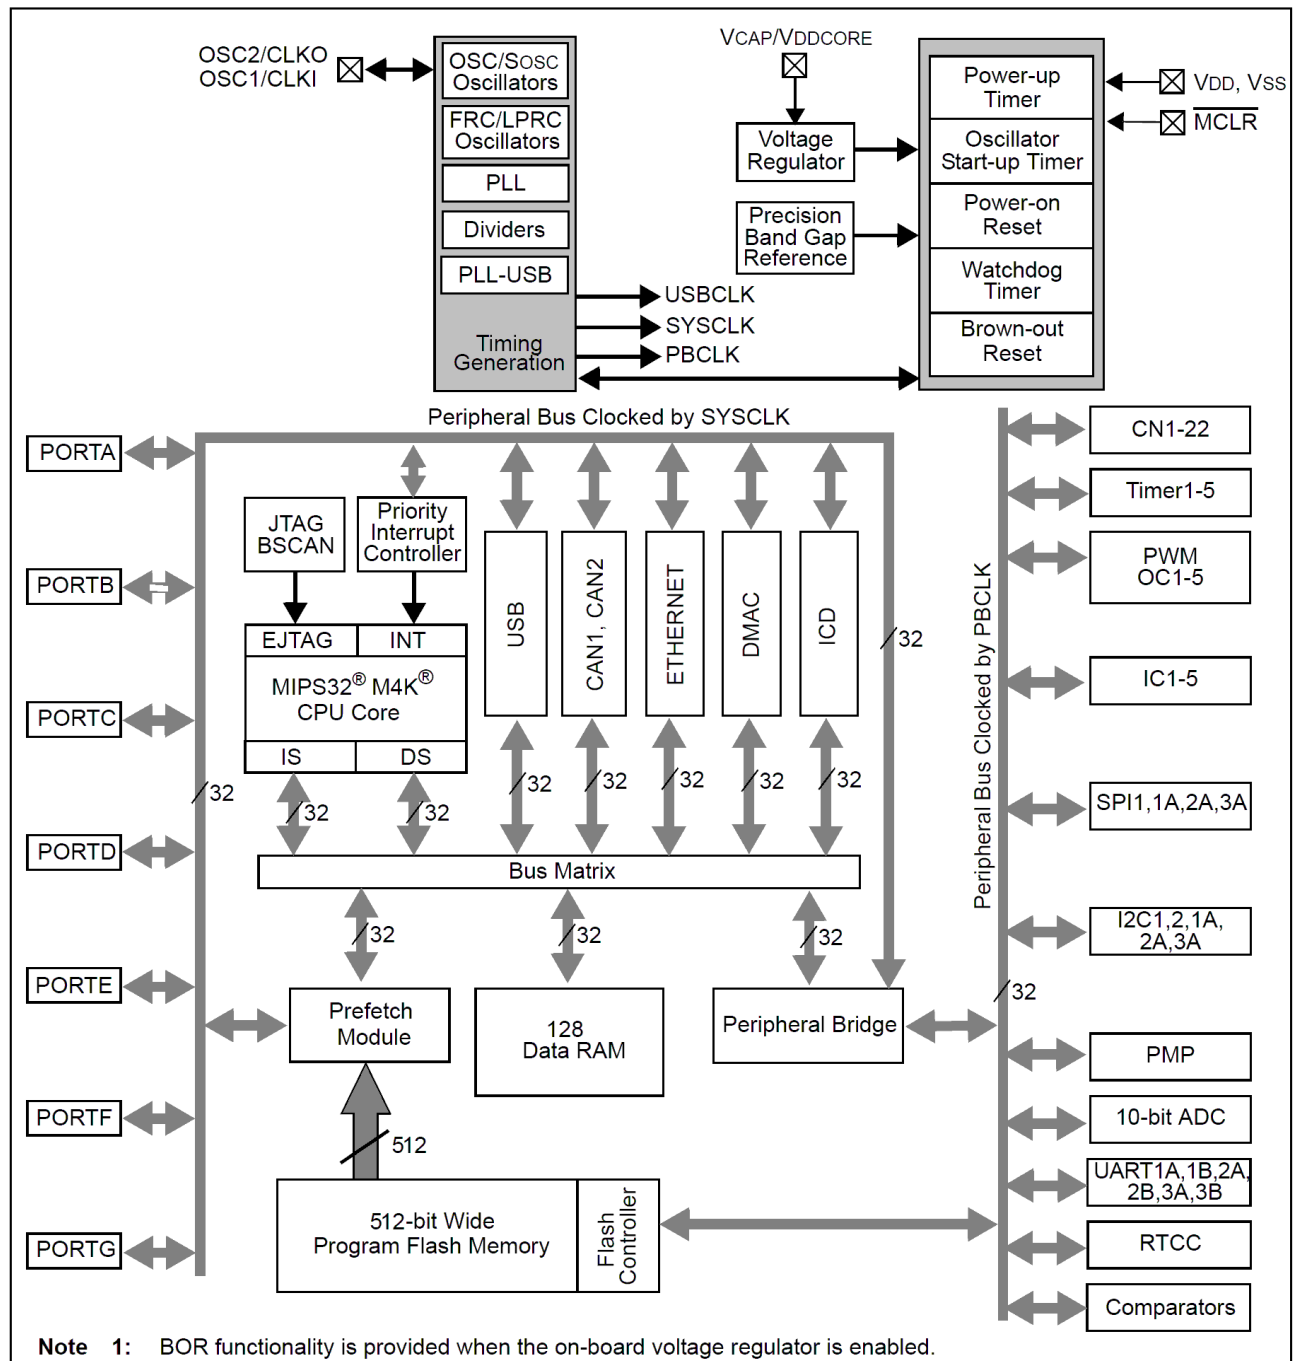 OSC2/CLKO
OSC1/CLKI
OSC/SOSC
Oscillators
FRC/LPRC
Oscillators
PLL
Dividers
PLL-USB
Timing
Generation
USBCLK
SYSCLK
PBCLK
VCAP/VDDCORE
Voltage
Regulator
Precision
Band Gap
Reference
Power-up
Timer
Oscillator
Start-up Timer
Power-on
Reset
Watchdog
Timer
Brown-out
Reset
VDD, VSS
MCLR
Peripheral Bus Clocked by SYSCLK
PORTA
PORTB
PORTC
PORTD
PORTE
PORTF
PORTG
32
JTAG
BSCAN
Priority
Interrupt
Controller
EJTAG
INT
MIPS32® M4K®
CPU Core
IS
DS
32
32
USB
CAN1, CAN2
ETHERNET
DMAC
ICD
32
32
32
32
32
32
Bus Matrix
32
32
32
Prefetch
Module
128
Data RAM
Peripheral Bridge
512
512-bit Wide
Program Flash Memory
Flash
Controller
Peripheral Bus Clocked by PBCLK
32
CN1-22
Timer1-5
PWM
OC1-5
IC1-5
SPI1,1A,2A,3A
I2C1,2,1A,
2A,3A
PMP
10-bit ADC
UART1A,1B,2A,
2B,3A,3B
RTCC
Comparators
Note 1: BOR functionality is provided when the on-board voltage regulator is enabled.